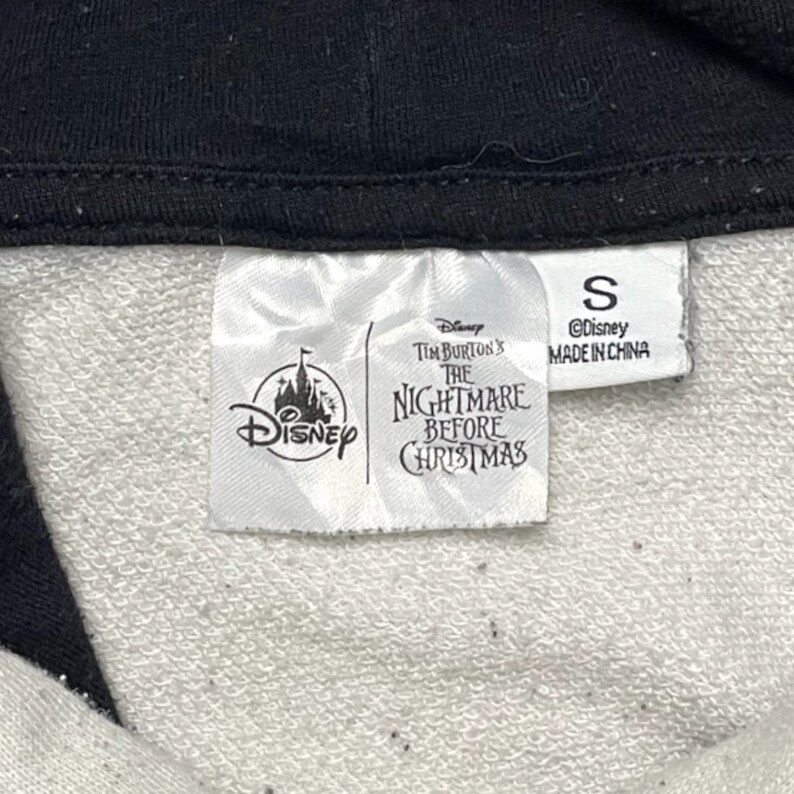 Disney
Disney
TIM BURTON'S
THE
NIGHTMARE
BEFORE
CHRISTMAS
S
©Disney
MADE IN CHINA